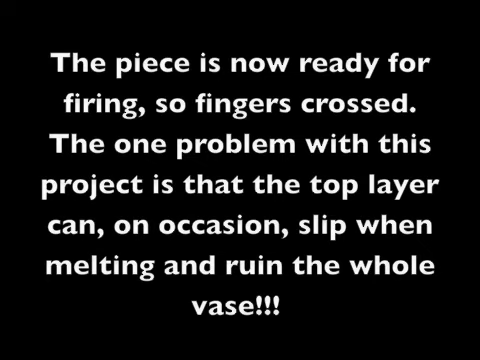 The piece is now ready for
firing, so fingers crossed.
The one problem with this
project is that the top layer
can, on occasion, slip when
melting and ruin the whole
vase!!!